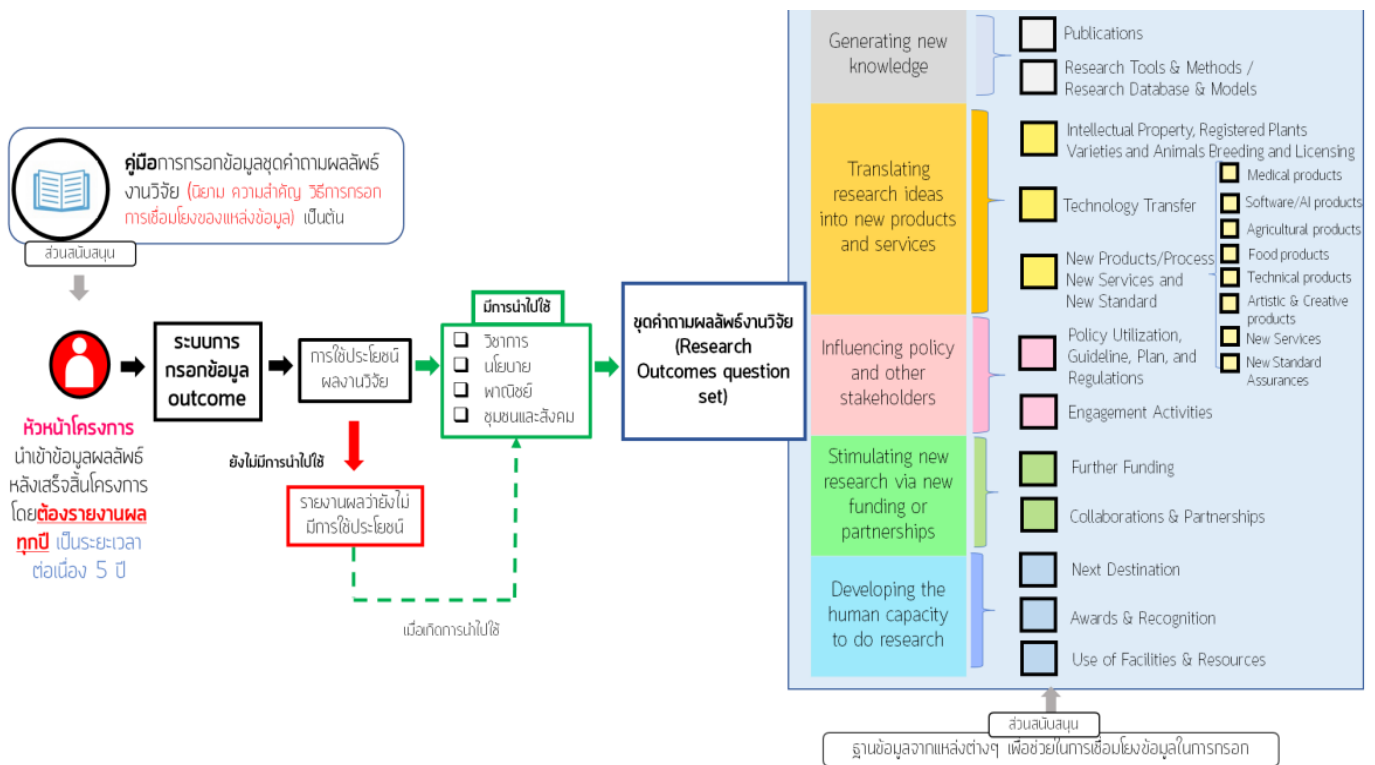 คู่มือการกรอกข้อมูลชุดคำถามผลลัพธ์
งานวิจัย (นิยาม ความสำคัญ วิธีการกรอก
การเชื่อมโยงของแหล่งข้อมูล) เป็นต้น
ส่วนสนับสนุน
หัวหน้าโครงการ
นำเข้าข้อมูลผลลัพธ์
หลังเสร็จสิ้นโครงการ
โดยต้องรายงานผล
ทุกปี เป็นระยะเวลา
ต่อเนื่อง 5 ปี
ระบบการ
กรอกข้อมูล
outcome
การใช้ประโยชน์
ผลงานวิจัย
ยังไม่มีการนำไปใช้
รายงานผลว่ายังไม่
มีการใช้ประโยชน์
เมื่อเกิดการนำไปใช้
มีการนำไปใช้
วิชาการ
นโยบาย
พาณิชย์
ชุมชนและสังคม
ชุดคำถามผลลัพธ์งานวิจัย
(Research
Outcomes question
set)
Generating new
knowledge
Publications
Research Tools & Methods /
Research Database & Models
Translating
research ideas
into new products
and services
Intellectual Property, Registered Plants
Varieties and Animals Breeding and Licensing
Technology Transfer
New Products/Process
New Services and
New Standard
Medical products
Software/AI products
Agricultural products
Food products
Technical products
Artistic & Creative
products
New Services
New Standard
Assurances
Influencing policy
and other
stakeholders
Policy Utilization,
Guideline, Plan, and
Regulations
Engagement Activities
Stimulating new
research via new
funding or
partnerships
Further Funding
Collaborations & Partnerships
Developing the
human capacity
to do research
Next Destination
Awards & Recognition
Use of Facilities & Resources
ส่วนสนับสนุน
ฐานข้อมูลจากแหล่งต่างๆ เพื่อช่วยในการเชื่อมโยงข้อมูลในการกรอก